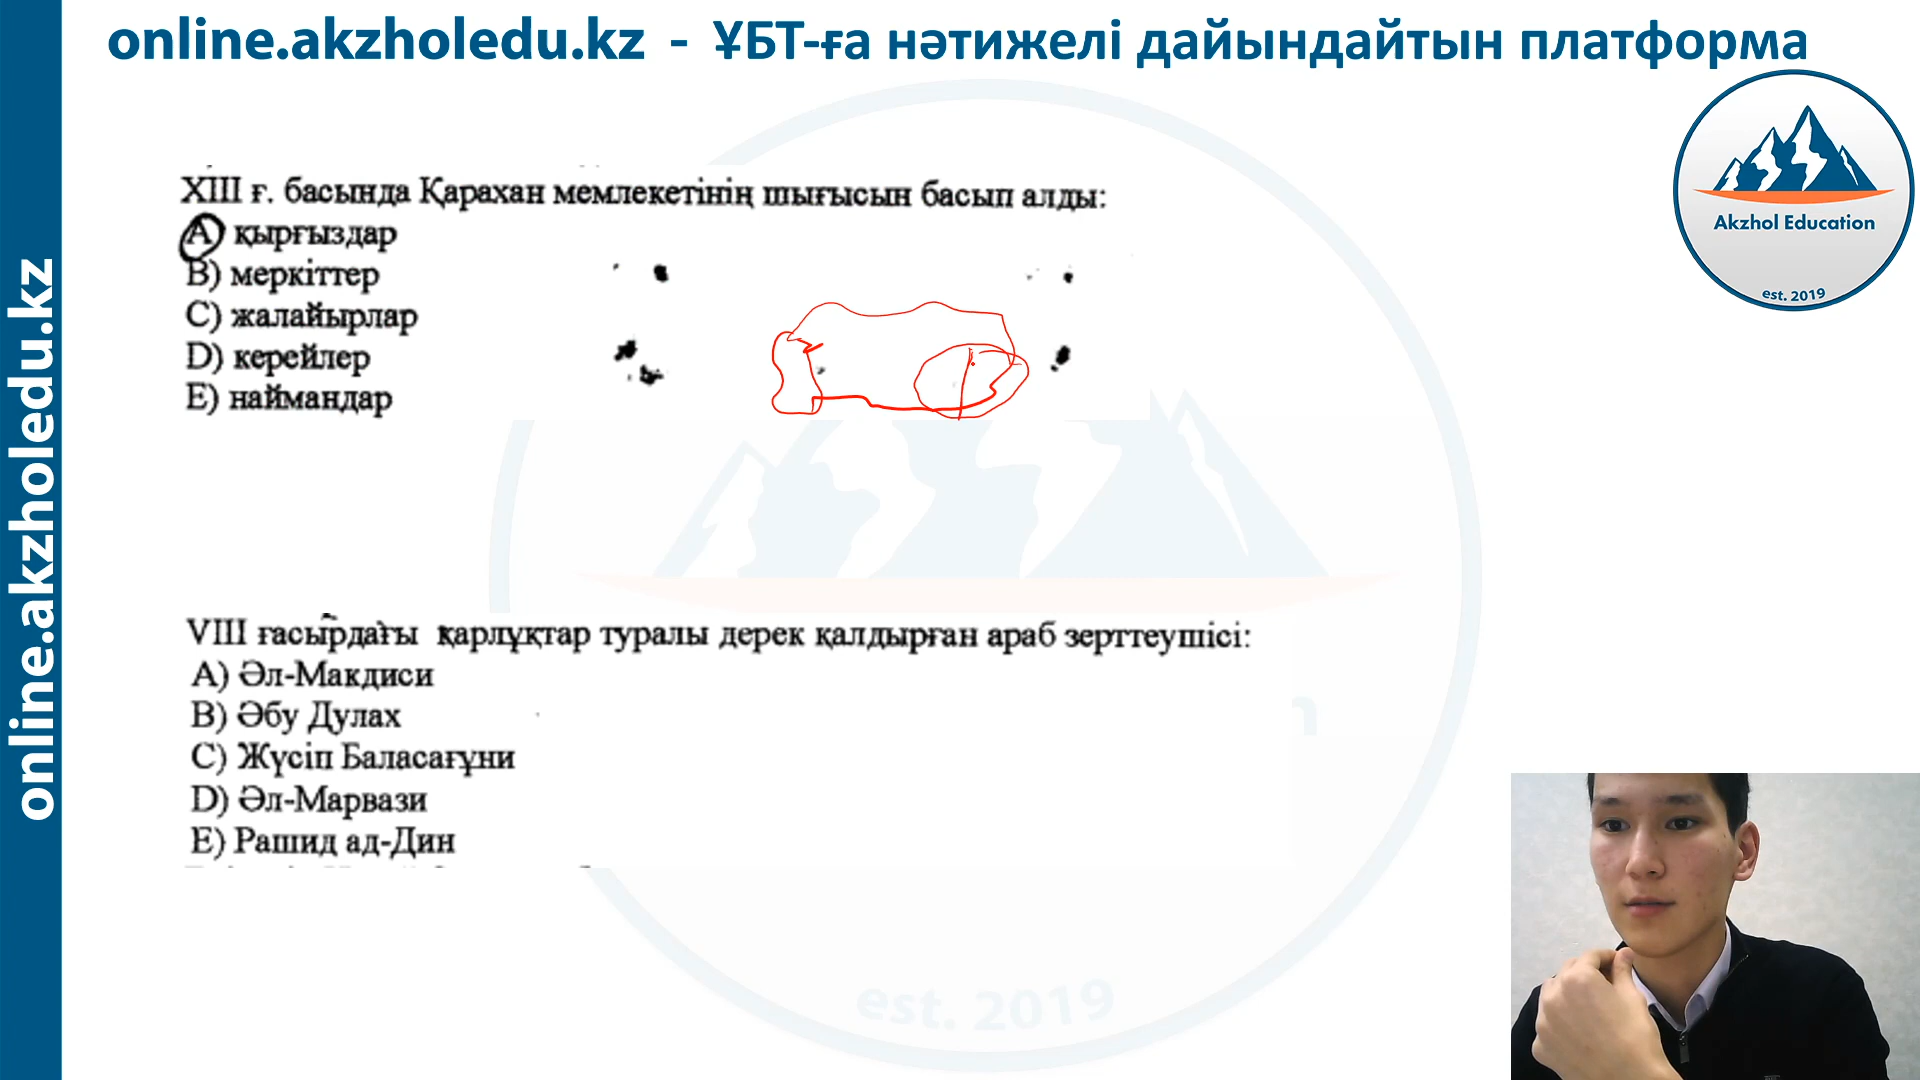 online.akzholedu.kz - ҰБТ-ға нәтижелі дайындайтын платформа
Akzhol Education
est. 2019
online.akzholedu.kz
XIII ғ. басында Қарахан мемлекетінің шығысын басып алды:
A) қырғыздар
B) меркіттер
C) жалайырлар
D) керейлер
E) наймандар
VIII ғасырдағы қарлұқтар туралы дерек қалдырған араб зерттеушісі:
A) Әл-Макдиси
B) Әбу Дулах
C) Жүсіп Баласағұни
D) Әл-Марвази
E) Рашид ад-Дин
est. 2019